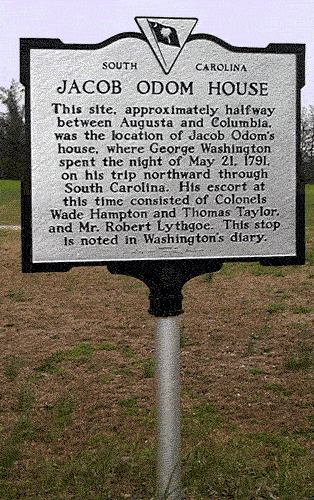 SOUTH CAROLINA
JACOB ODOM HOUSE
This site, approximately halfway
between Augusta and Columbia,
was the location of Jacob Odom's
house, where George Washington
spent the night of May 21, 1791,
on his trip northward through
South Carolina. His escort at
this time consisted of Colonels
Wade Hampton and Thomas Taylor,
and Mr. Robert Lythgoe. This stop
is noted in Washington's diary.